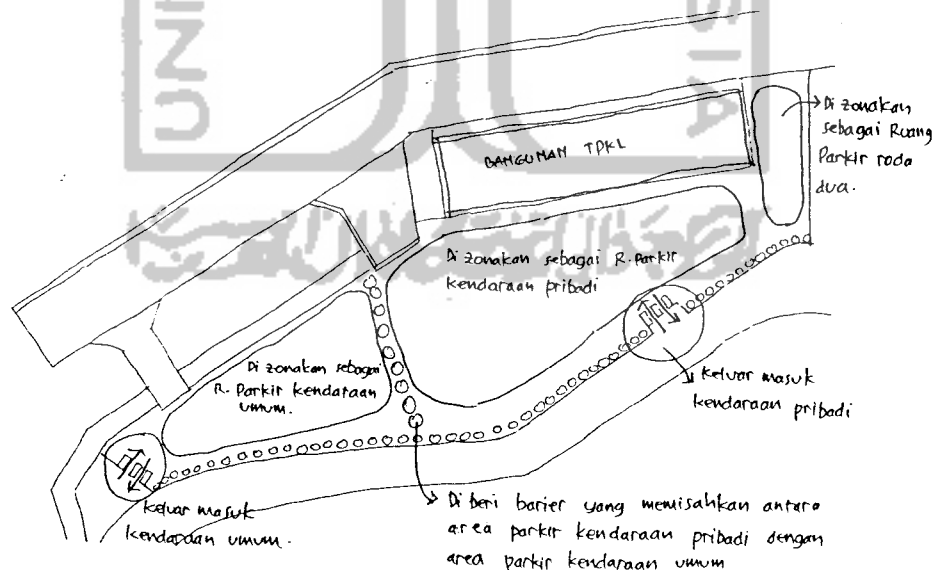 UNI
SIA
Di zonakan
sebagai Ruang
Parkir roda
dua.
BANGUNAN TPKL
Di zonakan sebagai R. Parkir
kendaraan pribadi
Di zonakan sebagai
R. Parkir kendaraan
umum.
keluar masuk
kendaraan pribadi
keluar masuk
kendaraan umum.
Di beri barier yang memisahkan antara
area parkir kendaraan pribadi dengan
area parkir kendaraan umum